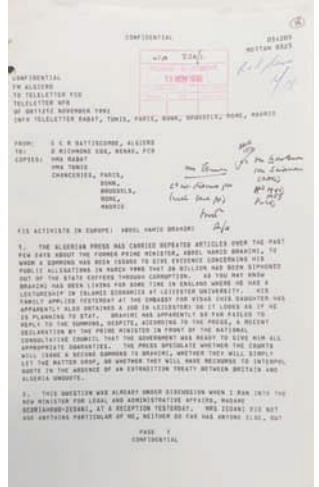 CONFIDENTIAL
054280
MDTTAN 8323
CONFIDENTIAL
FM ALGIERS
TO TELELETTER FCO
TELELETTER NFR
OF 091125Z NOVEMBER 1992
INFO TELELETTER RABAT, TUNIS, PARIS, BONN, BRUSSELS, ROME, MADRID
FROM: C C R BATTISCOMBE, ALGIERS
TO: D RICHMOND ESQ, NENAD, FCO
COPIES: HMA RABAT
HMA TUNIS
CHANCERIES, PARIS,
BONN,
BRUSSELS,
ROME,
MADRID
FIS ACTIVISTS IN EUROPE: ABDEL HAMID BRAHIMI
1. THE ALGERIAN PRESS HAS CARRIED REPEATED ARTICLES OVER THE PAST
FEW DAYS ABOUT THE FORMER PRIME MINISTER, ABDEL HAMID BRAHIMI, TO
WHOM A SUMMONS HAS BEEN ISSUED TO GIVE EVIDENCE CONCERNING HIS
PUBLIC ALLEGATIONS IN MARCH 1990 THAT 26 BILLION HAD BEEN SIPHONED
OUT OF THE STATE COFFERS THROUGH CORRUPTION. AS YOU MAY KNOW
BRAHIMI HAS BEEN LIVING FOR SOME TIME IN ENGLAND WHERE HE HAS A
LECTURESHIP IN ISLAMIC ECONOMICS AT LEICESTER UNIVERSITY. HIS
FAMILY APPLIED YESTERDAY AT THE EMBASSY FOR VISAS (HIS DAUGHTER HAS
APPARENTLY ALSO OBTAINED A JOB IN LEICESTER) SO IT LOOKS AS IF HE
IS PLANNING TO STAY. BRAHIMI HAS APPARENTLY SO FAR FAILED TO
REPLY TO THE SUMMONS, DESPITE, ACCORDING TO THE PRESS, A RECENT
DECLARATION BY THE PRIME MINISTER IN FRONT OF THE NATIONAL
CONSULTATIVE COUNCIL THAT THE GOVERNMENT WAS READY TO GIVE HIM ALL
APPROPRIATE GUARANTEES. THE PRESS SPECULATE WHETHER THE COURTS
WILL ISSUE A SECOND SUMMONS TO BRAHIMI, WHETHER THEY WILL SIMPLY
LET THE MATTER DROP, OR WHETHER THEY WILL HAVE RECOURSE TO INTERPOL
QUOTE IN THE ABSENCE OF AN EXTRADITION TREATY BETWEEN BRITAIN AND
ALGERIA UNQUOTE.
2. THIS QUESTION WAS ALREADY UNDER DISCUSSION WHEN I RAN INTO THE
NEW MINISTER FOR LEGAL AND ADMINISTRATIVE AFFAIRS, MADAME
ZIDANI, AT A RECEPTION YESTERDAY. MRS ZIDANI DID NOT
ASK ANYTHING PARTICULAR OF ME, NEITHER SO FAR HAS ANYONE ELSE, BUT
PAGE 1
CONFIDENTIAL